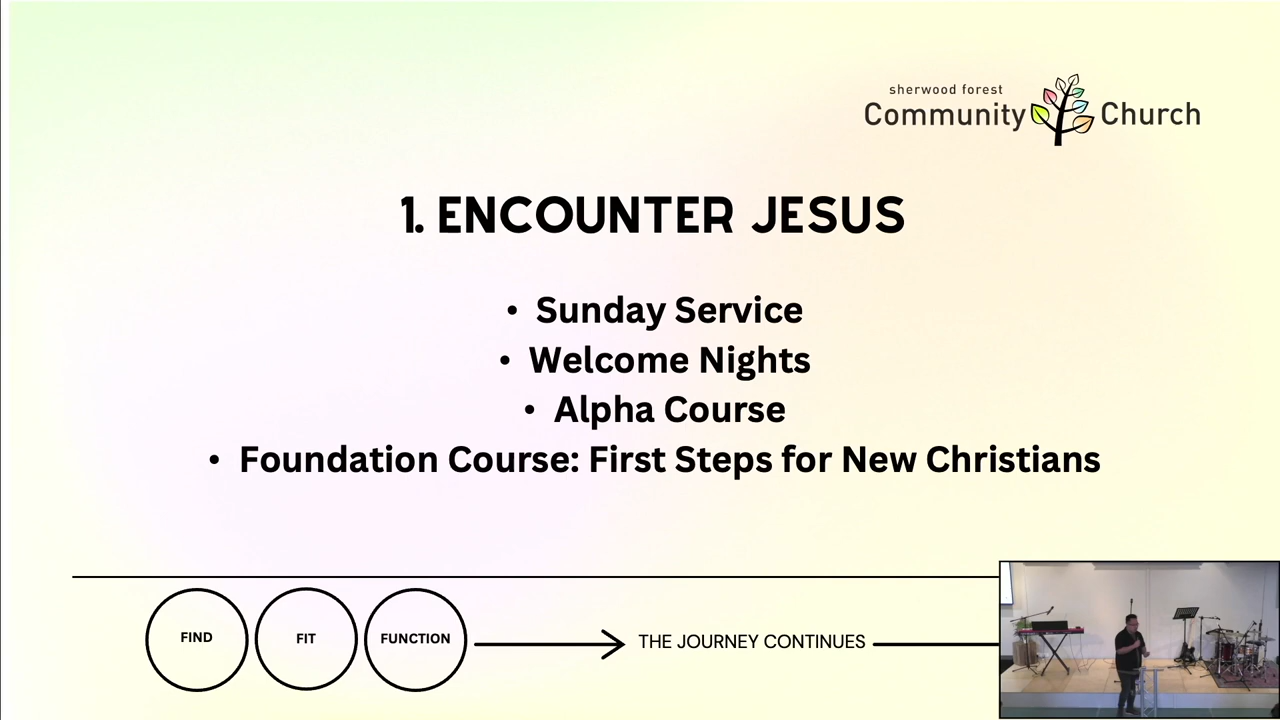 sherwood forest
Community Church
1. ENCOUNTER JESUS
• Sunday Service
• Welcome Nights
• Alpha Course
• Foundation Course: First Steps for New Christians
FIND
FIT
FUNCTION
THE JOURNEY CONTINUES